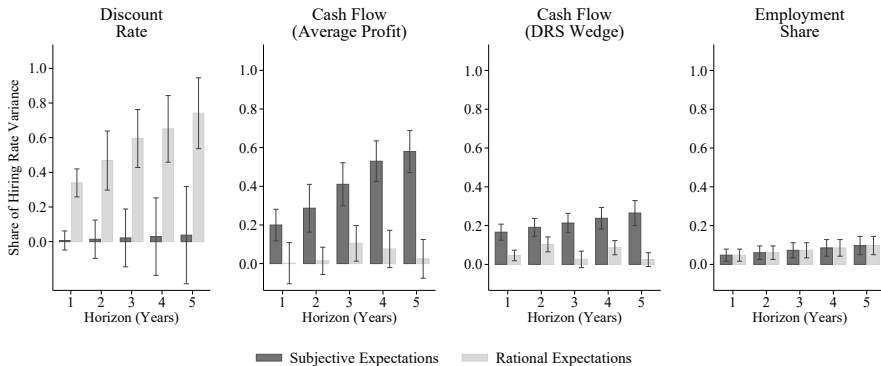 Discount
Rate
Cash Flow
(Average Profit)
Cash Flow
(DRS Wedge)
Employment
Share
Share of Hiring Rate Variance
1.0
0.8
0.6
0.4
0.2
0.0
1 2 3 4 5
Horizon (Years)
1.0
0.8
0.6
0.4
0.2
0.0
1 2 3 4 5
Horizon (Years)
1.0
0.8
0.6
0.4
0.2
0.0
1 2 3 4 5
Horizon (Years)
1.0
0.8
0.6
0.4
0.2
0.0
1 2 3 4 5
Horizon (Years)
Subjective Expectations
Rational Expectations